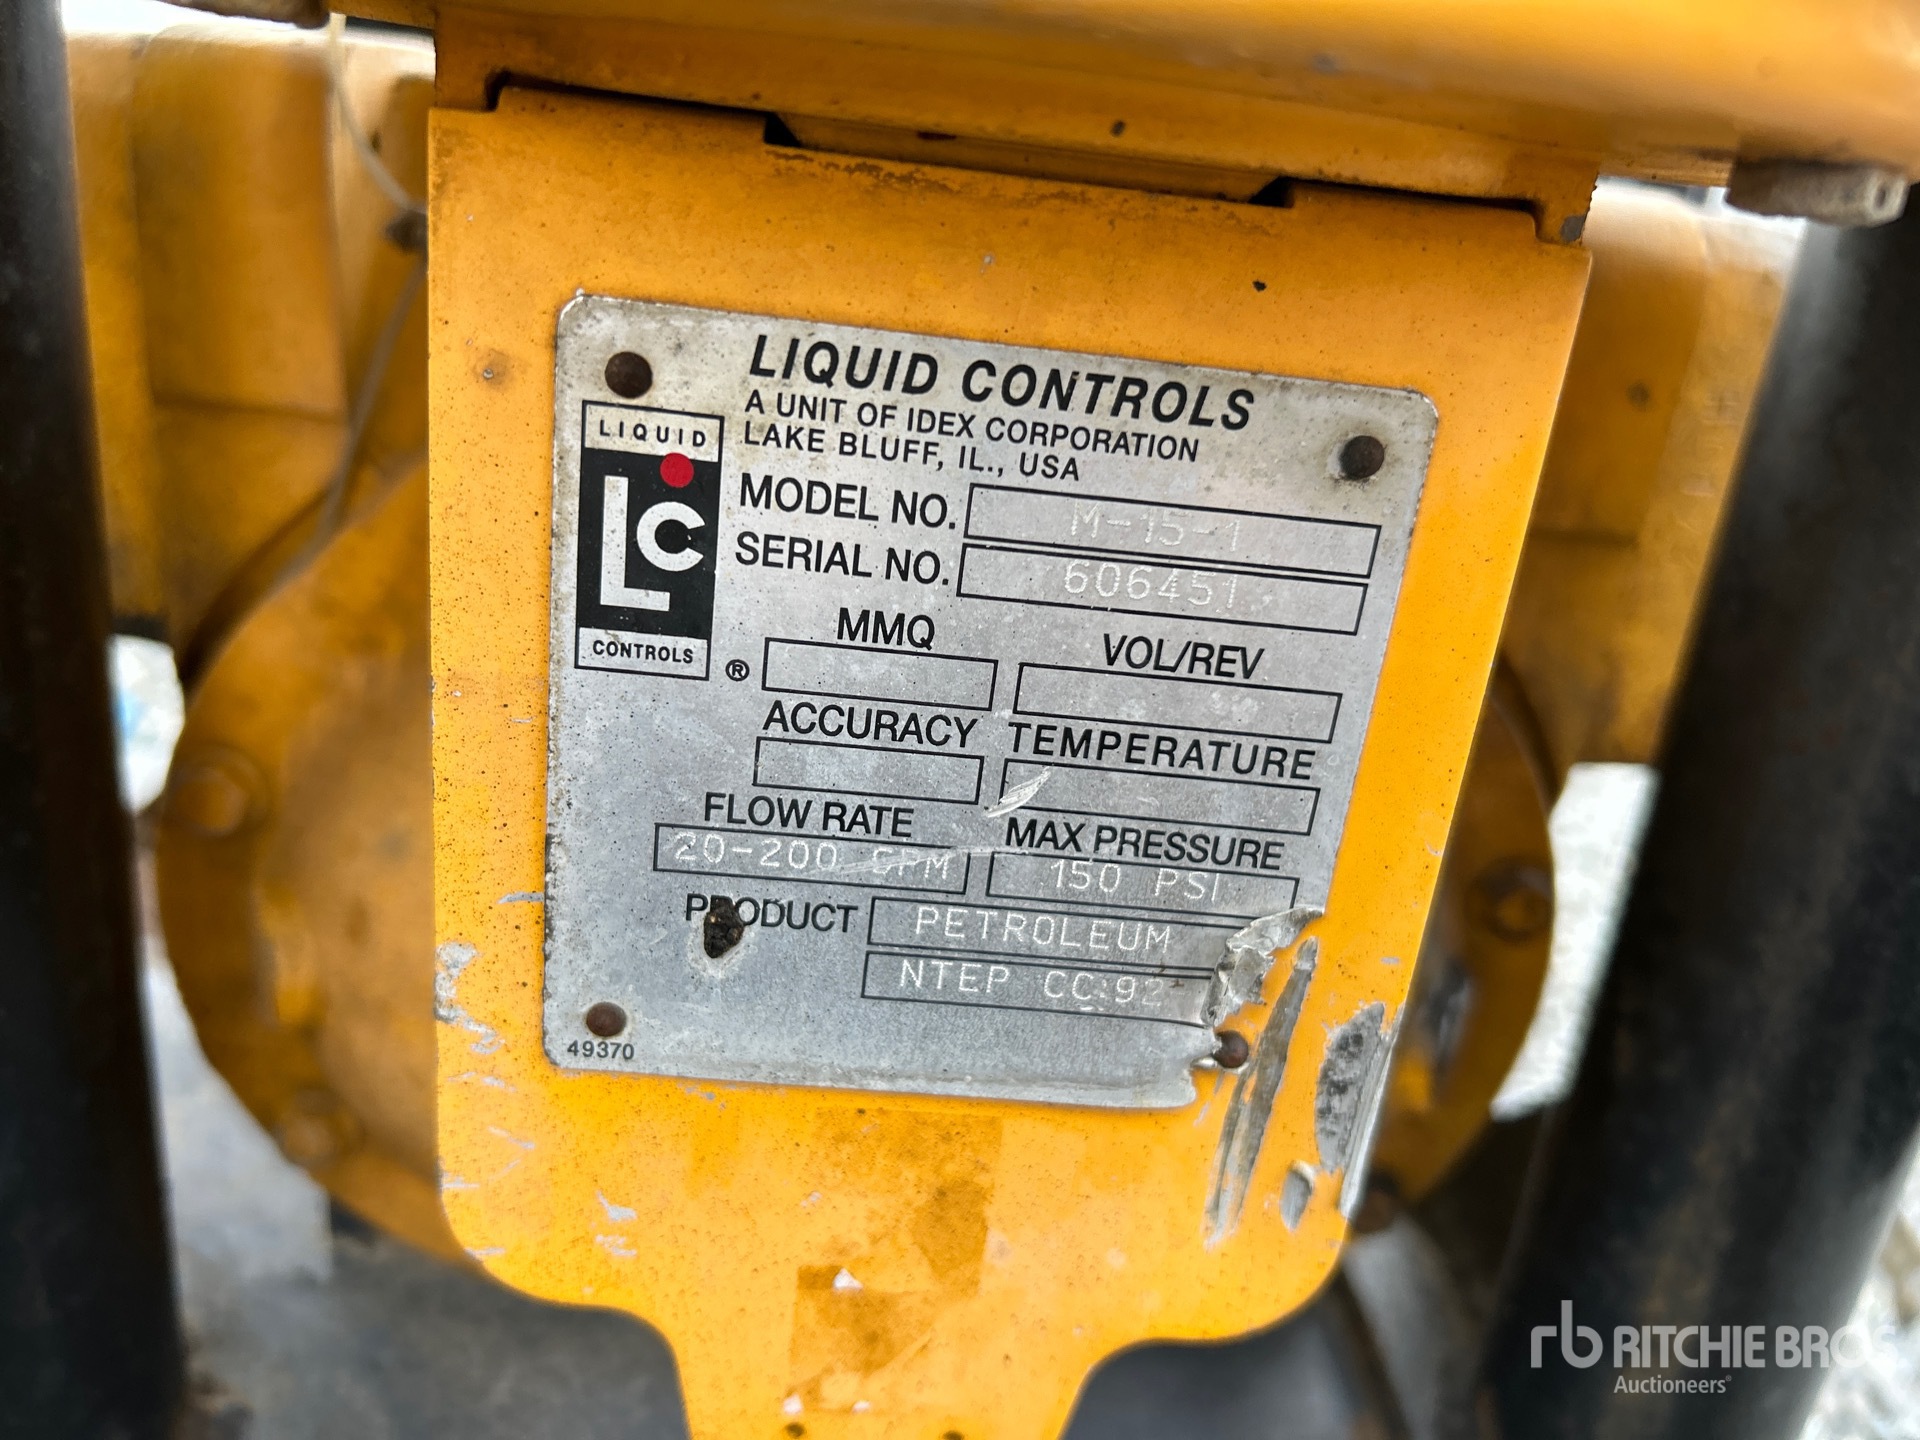 LIQUID CONTROLS
A UNIT OF IDEX CORPORATION
LAKE BLUFF, IL., USA
LIQUID
LC
CONTROLS
®
MODEL NO. M-15-1
SERIAL NO. 606451
MMQ VOL/REV
ACCURACY TEMPERATURE
FLOW RATE MAX PRESSURE
20-200 GPM 150 PSI
PRODUCT PETROLEUM
NTEP CC:92
49370
rb RITCHIE BROS
Auctioneers®